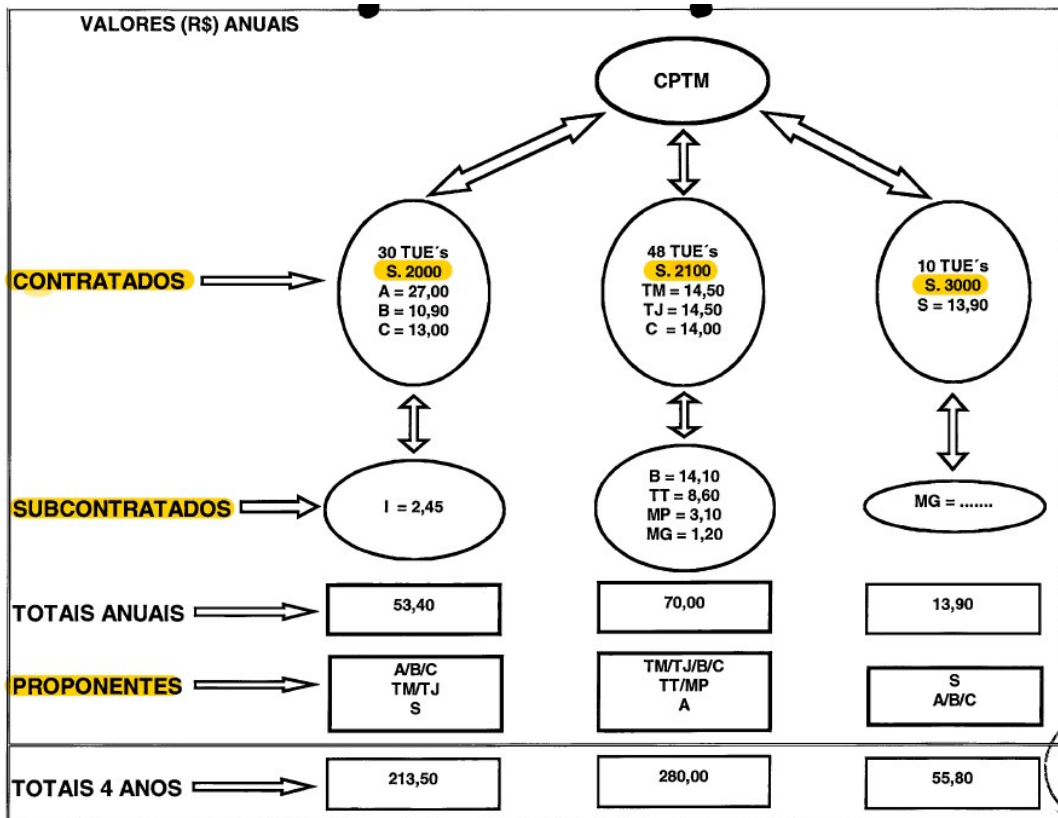 VALORES (R$) ANUAIS
CPTM
CONTRATADOS
30 TUE´s
S. 2000
A = 27,00
B = 10,90
C = 13,00
48 TUE´s
S. 2100
TM = 14,50
TJ = 14,50
C = 14,00
10 TUE´s
S. 3000
S = 13,90
SUBCONTRATADOS
I = 2,45
B = 14,10
TT = 8,60
MP = 3,10
MG = 1,20
MG = .......
TOTAIS ANUAIS
53,40
70,00
13,90
PROPONENTES
A/B/C
TM/TJ
S
TM/TJ/B/C
TT/MP
A
S
A/B/C
TOTAIS 4 ANOS
213,50
280,00
55,80